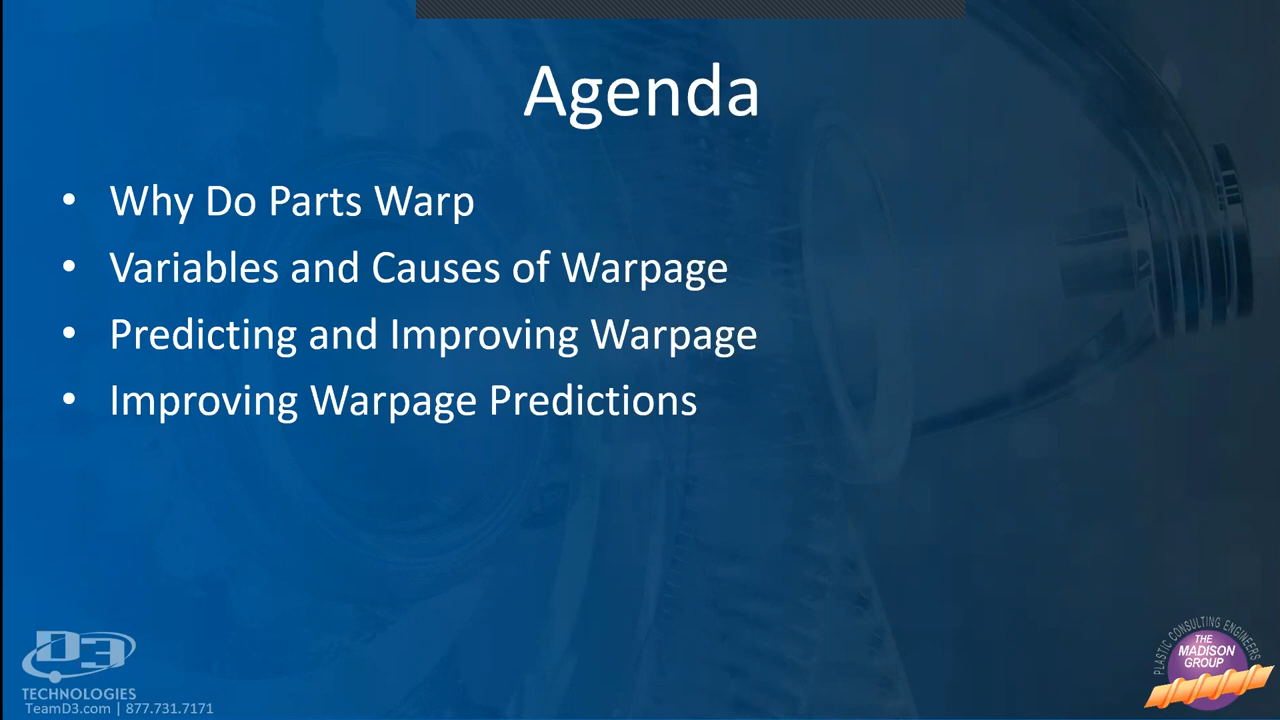 Agenda
• Why Do Parts Warp
• Variables and Causes of Warpage
• Predicting and Improving Warpage
• Improving Warpage Predictions
D3
TECHNOLOGIES
TeamD3.com | 877.731.7171
PLASTIC CONSULTING ENGINEERS
THE
MADISON
GROUP